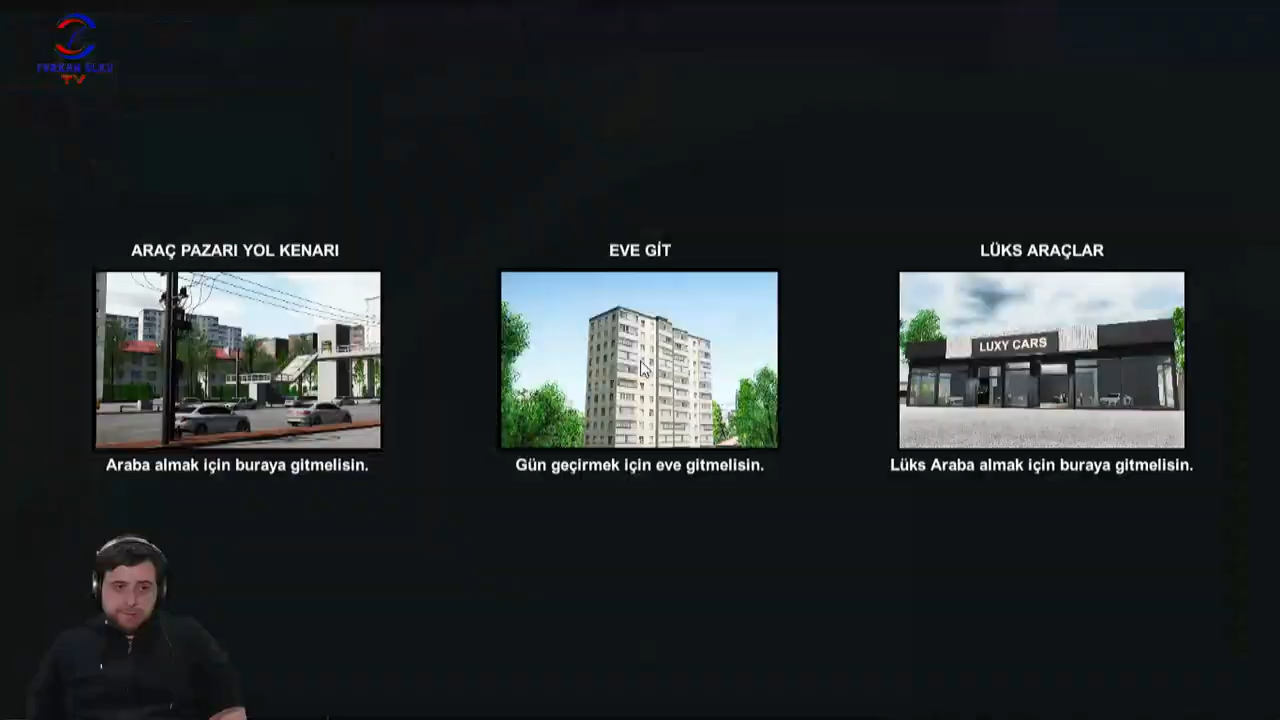 TV
ARAÇ PAZARI YOL KENARI
EVE GİT
LÜKS ARAÇLAR
LUXY CARS
Araba almak için buraya gitmelisin.
Gün geçirmek için eve gitmelisin.
Lüks Araba almak için buraya gitmelisin.